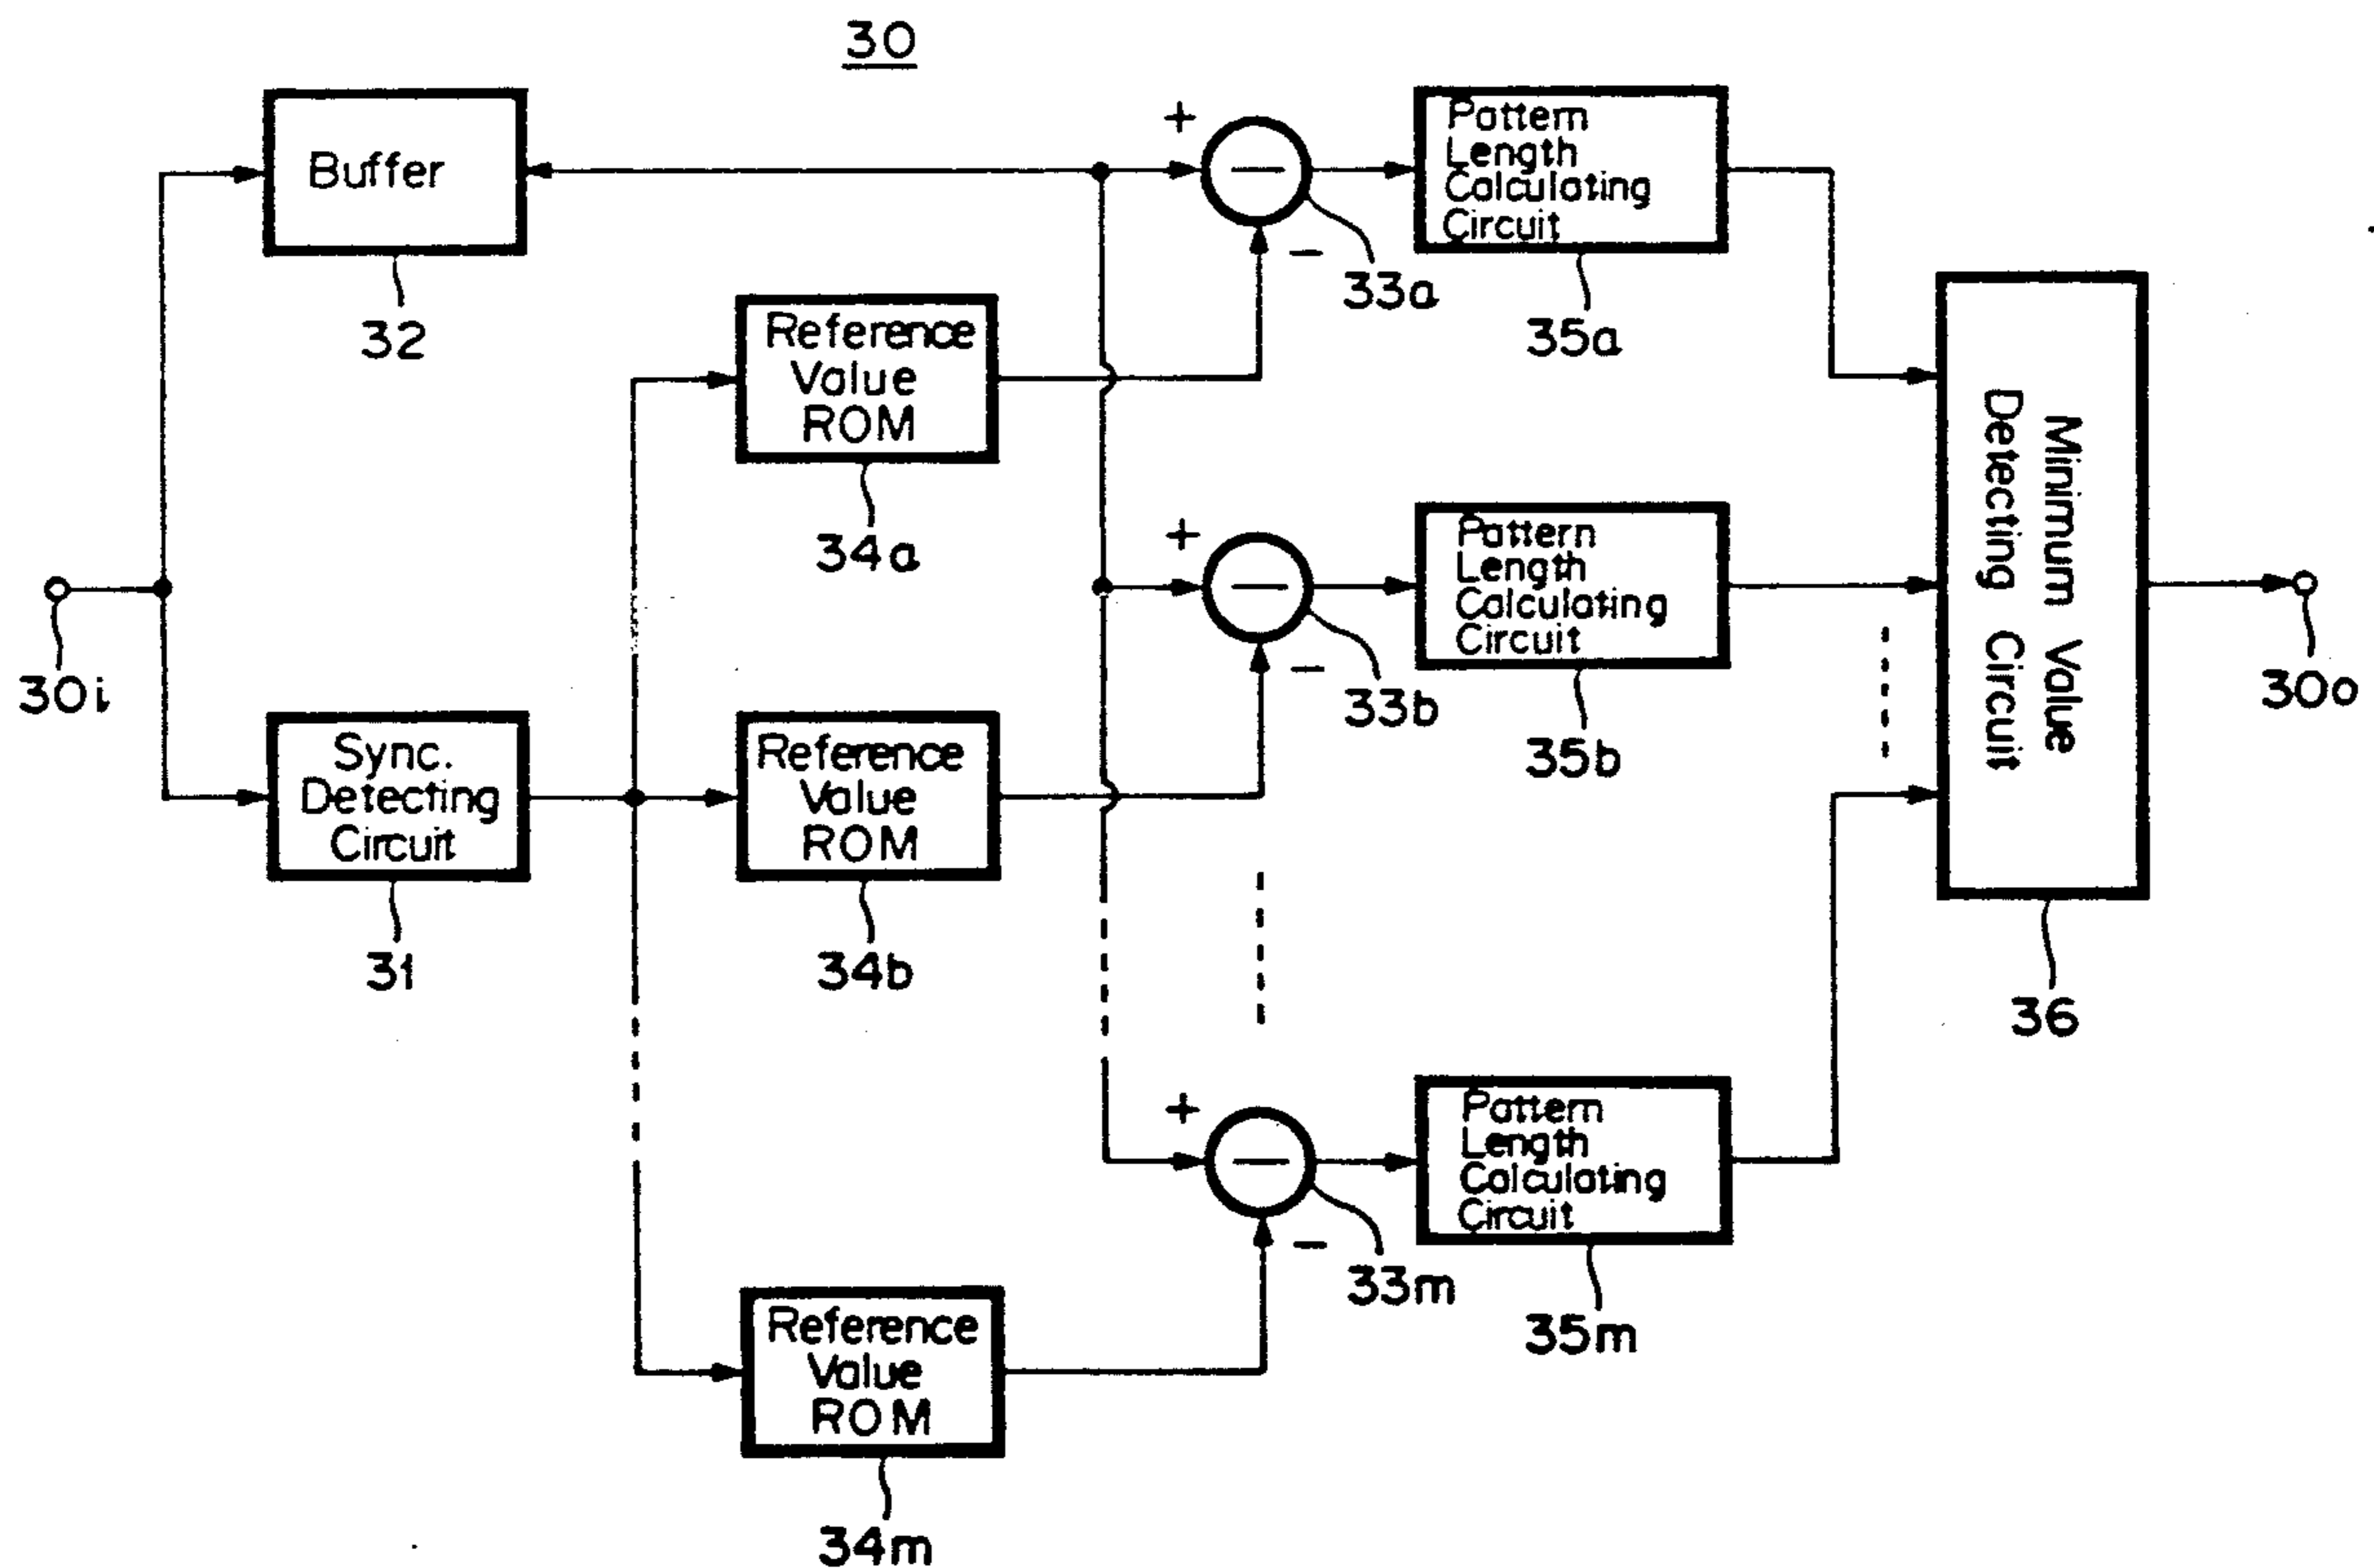 30
Buffer
32
+
−
−
33a
Pattern
Length
Calculating
Circuit
35a
Reference
Value
ROM
34a
30i
+
−
−
33b
Pattern
Length
Calculating
Circuit
35b
Minimum Value
Detecting Circuit
36
30o
Sync.
Detecting
Circuit
31
Reference
Value
ROM
34b
+
−
−
33m
Pattern
Length
Calculating
Circuit
35m
Reference
Value
ROM
34m